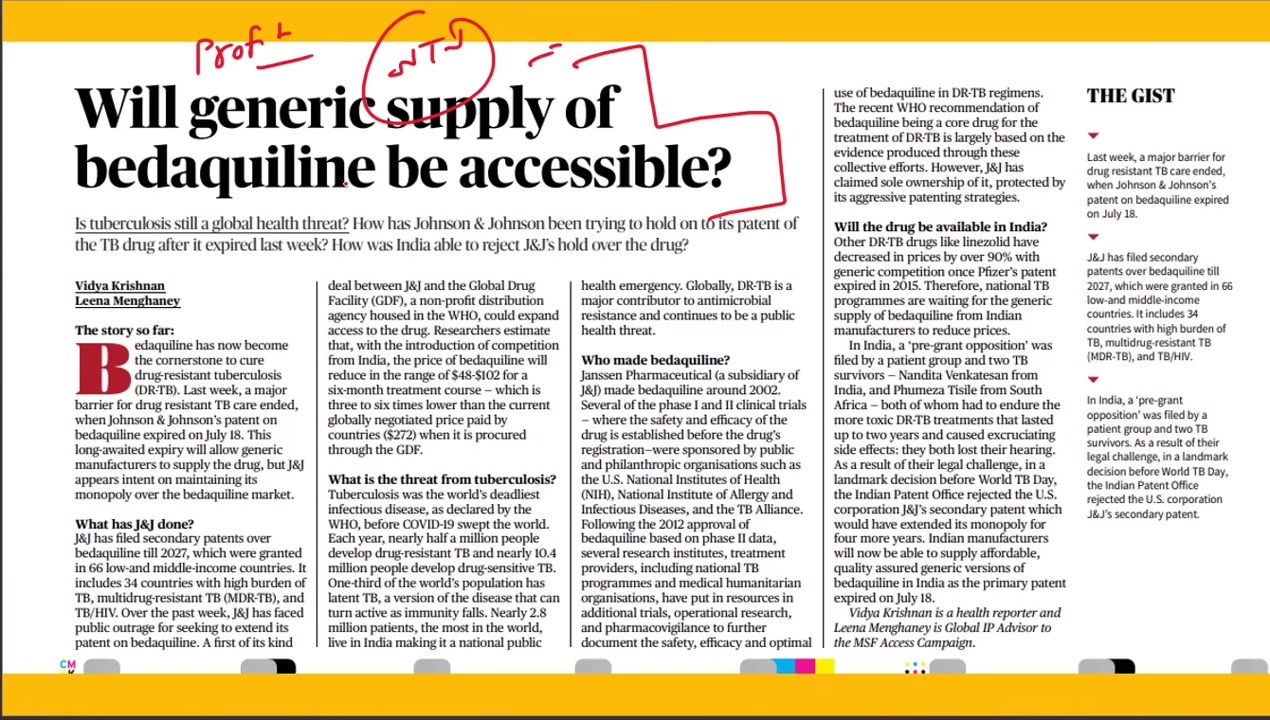 Profit
NTD
Will generic supply of
bedaquiline be accessible?
Is tuberculosis still a global health threat? How has Johnson & Johnson been trying to hold on to its patent of
the TB drug after it expired last week? How was India able to reject J&J's hold over the drug?
Vidya Krishnan
Leena Menghaney
The story so far:
Bedaquiline has now become
the cornerstone to cure
drug-resistant tuberculosis
(DR-TB). Last week, a major
barrier for drug resistant TB care ended,
when Johnson & Johnson's patent on
bedaquiline expired on July 18. This
long-awaited expiry will allow generic
manufacturers to supply the drug, but J&J
appears intent on maintaining its
monopoly over the bedaquiline market.
What has J&J done?
J&J has filed secondary patents over
bedaquiline till 2027, which were granted
in 66 low-and middle-income countries. It
includes 34 countries with high burden of
TB, multidrug-resistant TB (MDR-TB), and
TB/HIV. Over the past week, J&J has faced
public outrage for seeking to extend its
patent on bedaquiline. A first of its kind
deal between J&J and the Global Drug
Facility (GDF), a non-profit distribution
agency housed in the WHO, could expand
access to the drug. Researchers estimate
that, with the introduction of competition
from India, the price of bedaquiline will
reduce in the range of $48-$102 for a
six-month treatment course – which is
three to six times lower than the current
globally negotiated price paid by
countries ($272) when it is procured
through the GDF.
What is the threat from tuberculosis?
Tuberculosis was the world's deadliest
infectious disease, as declared by the
WHO, before COVID-19 swept the world.
Each year, nearly half a million people
develop drug-resistant TB and nearly 10.4
million people develop drug-sensitive TB.
One-third of the world's population has
latent TB, a version of the disease that can
turn active as immunity falls. Nearly 2.8
million patients, the most in the world,
live in India making it a national public
health emergency. Globally, DR-TB is a
major contributor to antimicrobial
resistance and continues to be a public
health threat.
Who made bedaquiline?
Janssen Pharmaceutical (a subsidiary of
J&J) made bedaquiline around 2002.
Several of the phase I and II clinical trials
– where the safety and efficacy of the
drug is established before the drug's
registration—were sponsored by public
and philanthropic organisations such as
the U.S. National Institutes of Health
(NIH), National Institute of Allergy and
Infectious Diseases, and the TB Alliance.
Following the 2012 approval of
bedaquiline based on phase II data,
several research institutes, treatment
providers, including national TB
programmes and medical humanitarian
organisations, have put in resources in
additional trials, operational research,
and pharmacovigilance to further
document the safety, efficacy and optimal
use of bedaquiline in DR-TB regimens.
The recent WHO recommendation of
bedaquiline being a core drug for the
treatment of DR-TB is largely based on the
evidence produced through these
collective efforts. However, J&J has
claimed sole ownership of it, protected by
its aggressive patenting strategies.
Will the drug be available in India?
Other DR-TB drugs like linezolid have
decreased in prices by over 90% with
generic competition once Pfizer's patent
expired in 2015. Therefore, national TB
programmes are waiting for the generic
supply of bedaquiline from Indian
manufacturers to reduce prices.
In India, a 'pre-grant opposition' was
filed by a patient group and two TB
survivors – Nandita Venkatesan from
India, and Phumeza Tisile from South
Africa – both of whom had to endure the
more toxic DR-TB treatments that lasted
up to two years and caused excruciating
side effects: they both lost their hearing.
As a result of their legal challenge, in a
landmark decision before World TB Day,
the Indian Patent Office rejected the U.S.
corporation J&J's secondary patent which
would have extended its monopoly for
four more years. Indian manufacturers
will now be able to supply affordable,
quality assured generic versions of
bedaquiline in India as the primary patent
expired on July 18.
Vidya Krishnan is a health reporter and
Leena Menghaney is Global IP Advisor to
the MSF Access Campaign.
THE GIST
Last week, a major barrier for
drug resistant TB care ended,
when Johnson & Johnson's
patent on bedaquiline expired
on July 18.
J&J has filed secondary
patents over bedaquiline till
2027, which were granted in 66
low-and middle-income
countries. It includes 34
countries with high burden of
TB, multidrug-resistant TB
(MDR-TB), and TB/HIV.
In India, a 'pre-grant
opposition' was filed by a
patient group and two TB
survivors. As a result of their
legal challenge, in a landmark
decision before World TB Day,
the Indian Patent Office
rejected the U.S. corporation
J&J's secondary patent.
CM